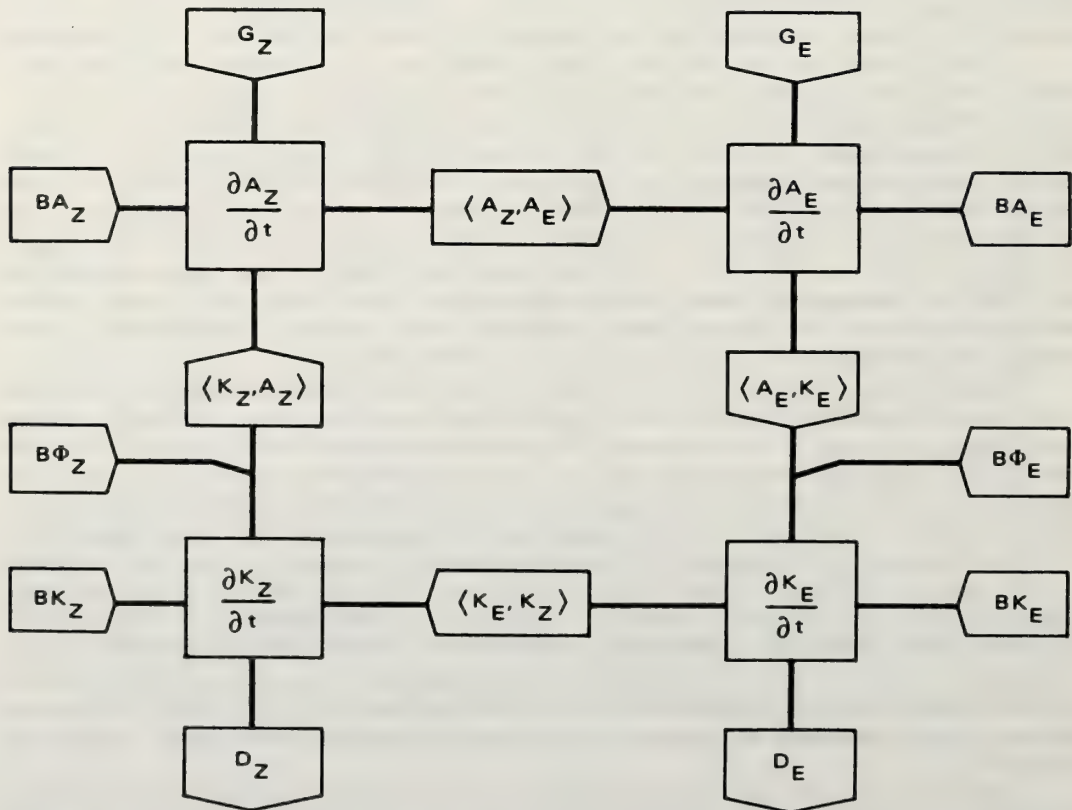 G_Z
G_E
BA_Z
∂A_Z
∂t
⟨A_Z,A_E⟩
∂A_E
∂t
BA_E
⟨K_Z,A_Z⟩
⟨A_E,K_E⟩
BΦ_Z
BΦ_E
BK_Z
∂K_Z
∂t
⟨K_E,K_Z⟩
∂K_E
∂t
BK_E
D_Z
D_E